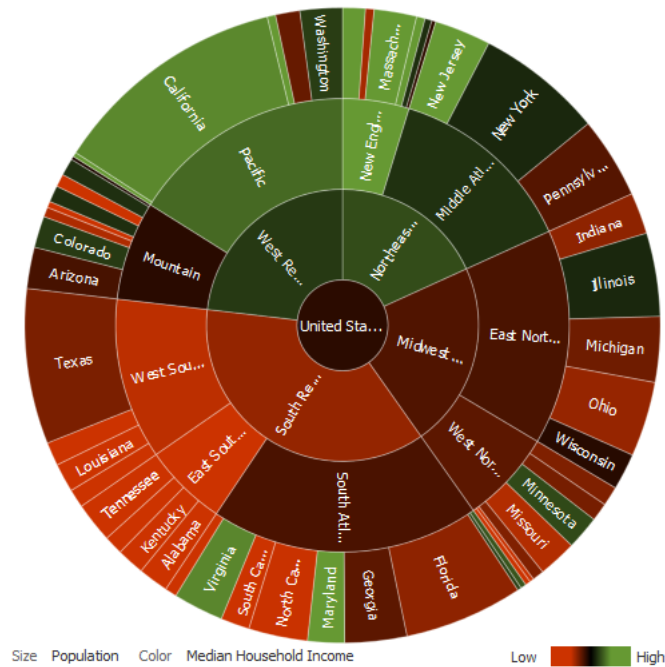 Washington
Massach...
New Jersey
New York
Pennsylv...
Indiana
Illinois
Michigan
Ohio
Wisconsin
Minnesota
Missouri
Florida
Georgia
Maryland
North Ca...
South Ca...
Virginia
Alabama
Kentucky
Tennessee
Louisiana
Texas
Arizona
Colorado
California
Pacific
New Eng...
Middle Atl...
East Nort...
West Nor...
South Atl...
East Sout...
West Sou...
Mountain
West Re...
Northeas...
Midwest ...
South Re...
United Sta...
Size Population Color Median Household Income Low High